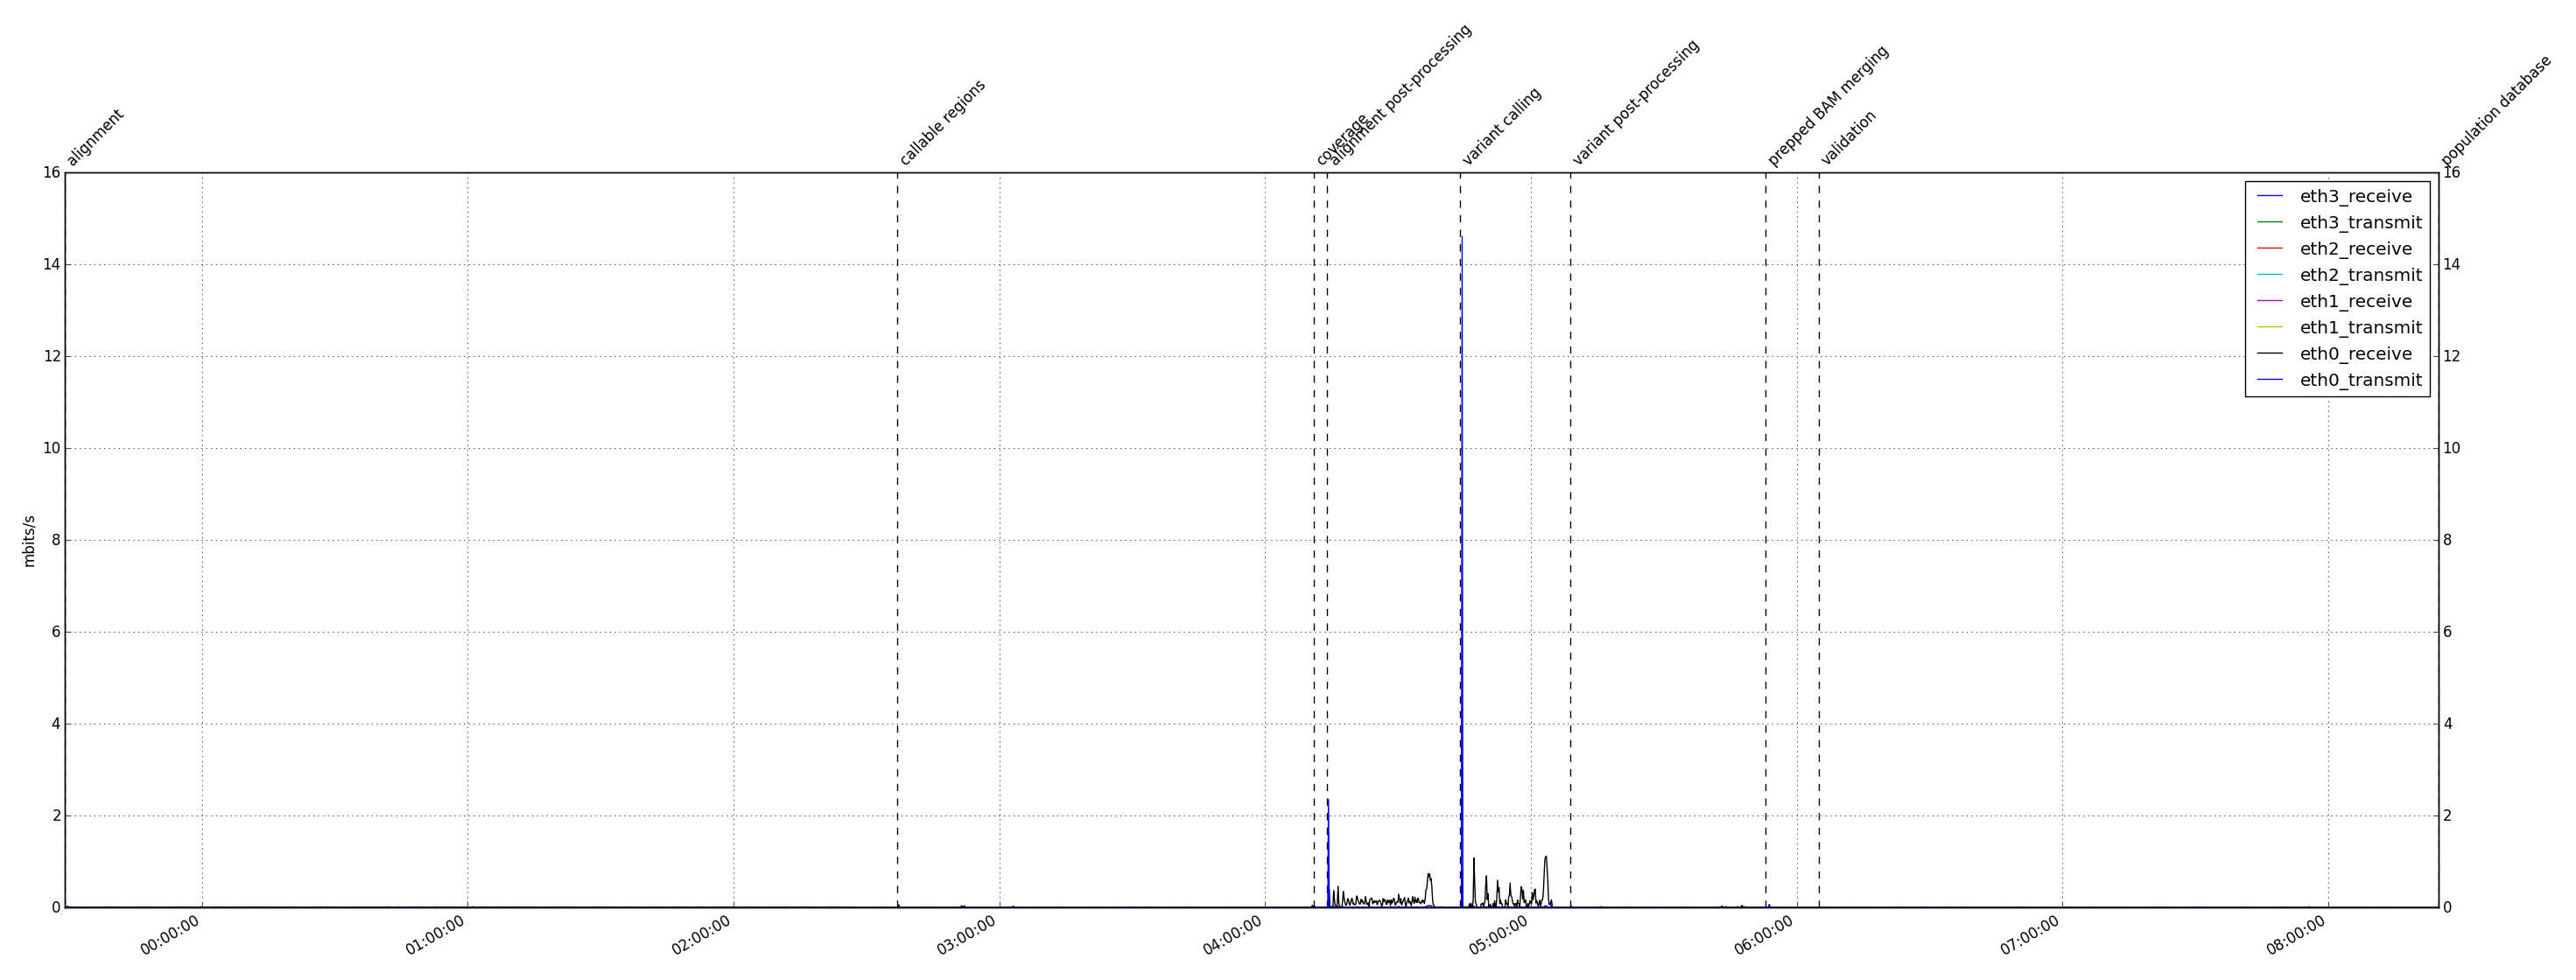 alignment
callable regions
coverage
alignment post-processing
variant calling
variant post-processing
prepped BAM merging
validation
population database
16
14
12
10
8
6
4
2
0
mbits/s
16
14
12
10
8
6
4
2
0
eth3_receive
eth3_transmit
eth2_receive
eth2_transmit
eth1_receive
eth1_transmit
eth0_receive
eth0_transmit
00:00:00
01:00:00
02:00:00
03:00:00
04:00:00
05:00:00
06:00:00
07:00:00
08:00:00